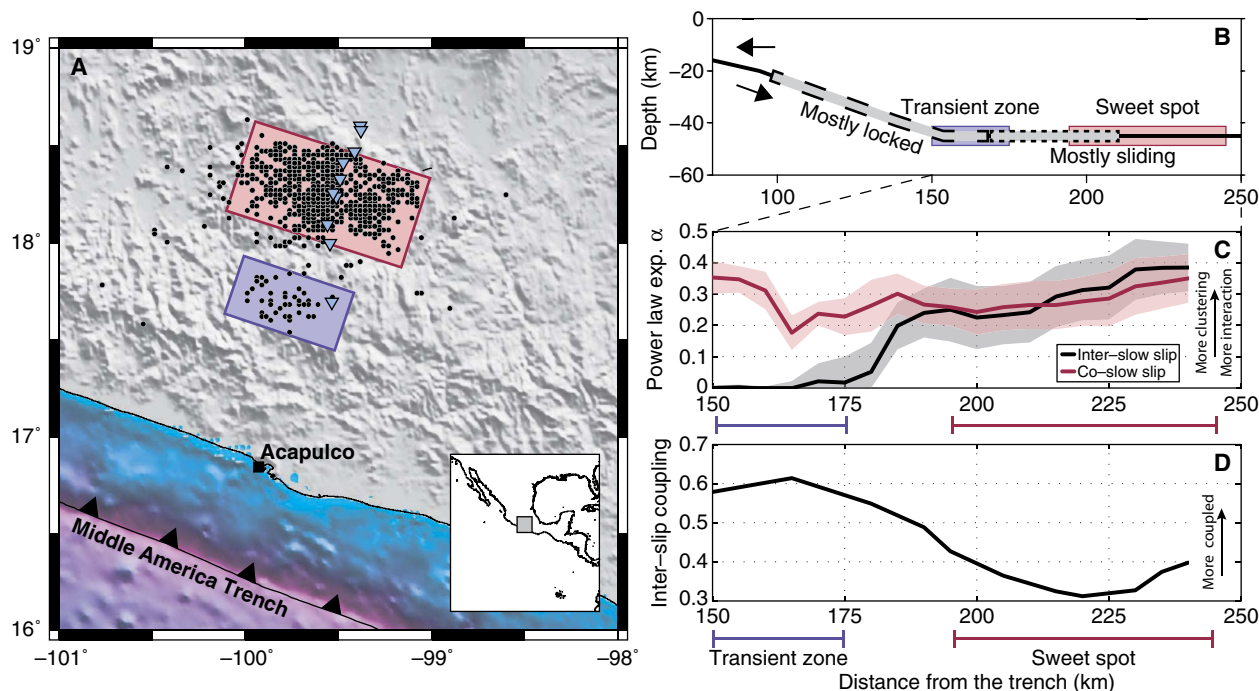 A
19˚
18˚
17˚
16˚
−101˚
−100˚
−99˚
−98˚
Acapulco
Middle America Trench
B
Depth (km)
0
−20
−40
−60
100
150
200
250
Mostly locked
Transient zone
Sweet spot
Mostly sliding
C
Power law exp. α
0.5
0.4
0.3
0.2
0.1
0
Inter−slow slip
Co−slow slip
More clustering
More interaction
150
175
200
225
250
D
Inter−slip coupling
0.7
0.6
0.5
0.4
0.3
More coupled
150
175
200
225
250
Transient zone
Sweet spot
Distance from the trench (km)